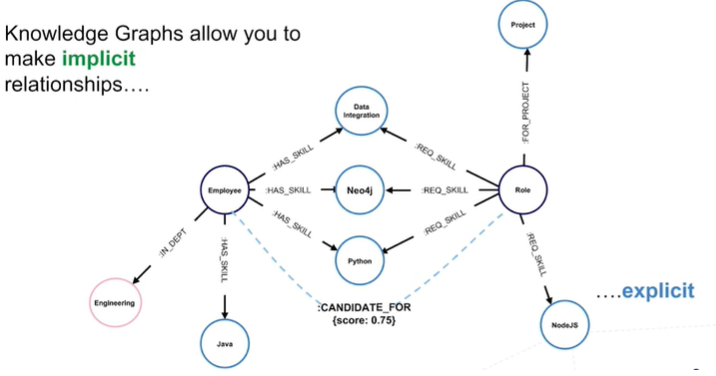 Knowledge Graphs allow you to
make implicit
relationships....
Project
:FOR_PROJECT
Data
Integration
:HAS_SKILL
:REQ_SKILL
Employee
:HAS_SKILL
Neo4j
:REQ_SKILL
Role
:HAS_SKILL
:REQ_SKILL
:IN_DEPT
:HAS_SKILL
Python
:REQ_SKILL
....explicit
Engineering
:CANDIDATE_FOR
{score: 0.75}
NodeJS
Java